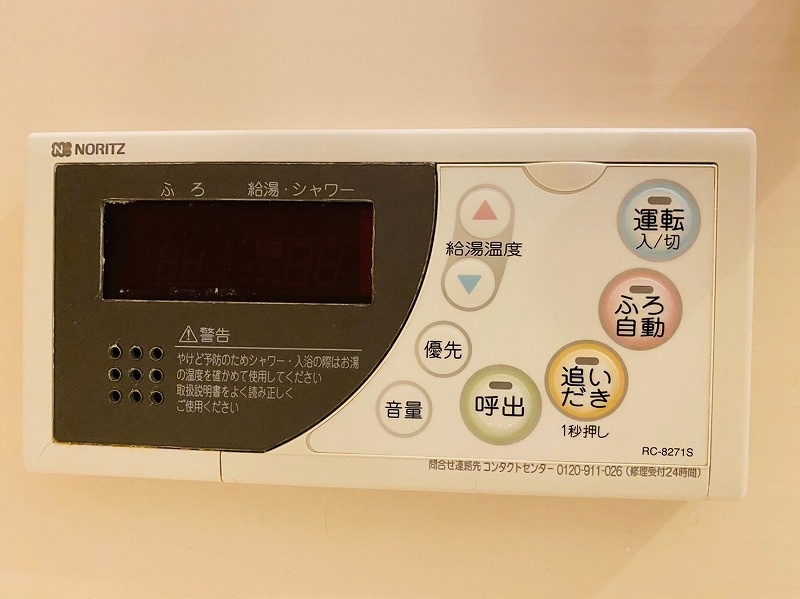 NORITZ
ふろ 給湯・シャワー
警告
やけど予防のためシャワー・入浴の際はお湯
の温度を確かめて使用してください
取扱説明書をよく読み正しく
ご使用ください
給湯温度
優先
音量
運転
入/切
ふろ
自動
追い
だき
1秒押し
呼出
RC-8271S
問合せ連絡先 コンタクトセンター 0120-911-026 (修理受付24時間)